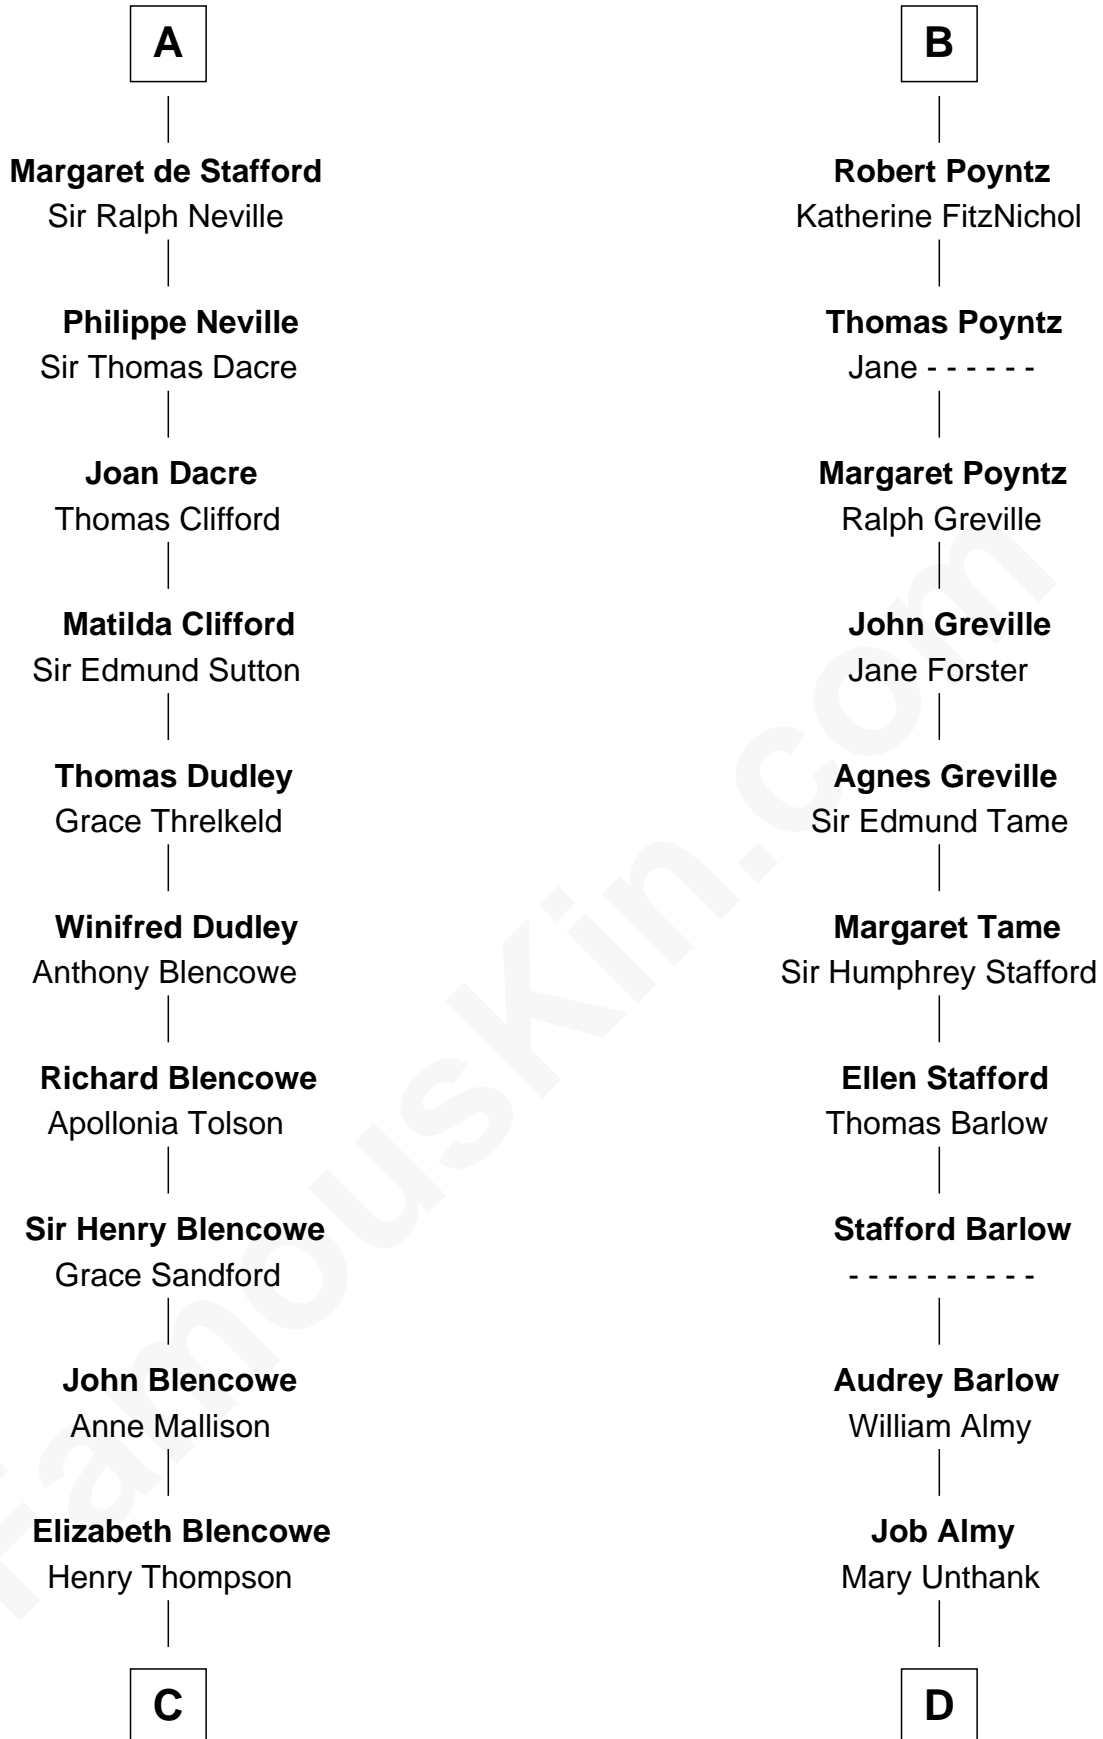 A
Margaret de Stafford
Sir Ralph Neville
Philippe Neville
Sir Thomas Dacre
Joan Dacre
Thomas Clifford
Matilda Clifford
Sir Edmund Sutton
Thomas Dudley
Grace Threlkeld
Winifred Dudley
Anthony Blencowe
Richard Blencowe
Apollonia Tolson
Sir Henry Blencowe
Grace Sandford
John Blencowe
Anne Mallison
Elizabeth Blencowe
Henry Thompson
C
B
Robert Poyntz
Katherine FitzNichol
Thomas Poyntz
Jane - - - - - -
Margaret Poyntz
Ralph Greville
John Greville
Jane Forster
Agnes Greville
Sir Edmund Tame
Margaret Tame
Sir Humphrey Stafford
Ellen Stafford
Thomas Barlow
Stafford Barlow
- - - - - - - - - -
Audrey Barlow
William Almy
Job Almy
Mary Unthank
D
FamousKin.com